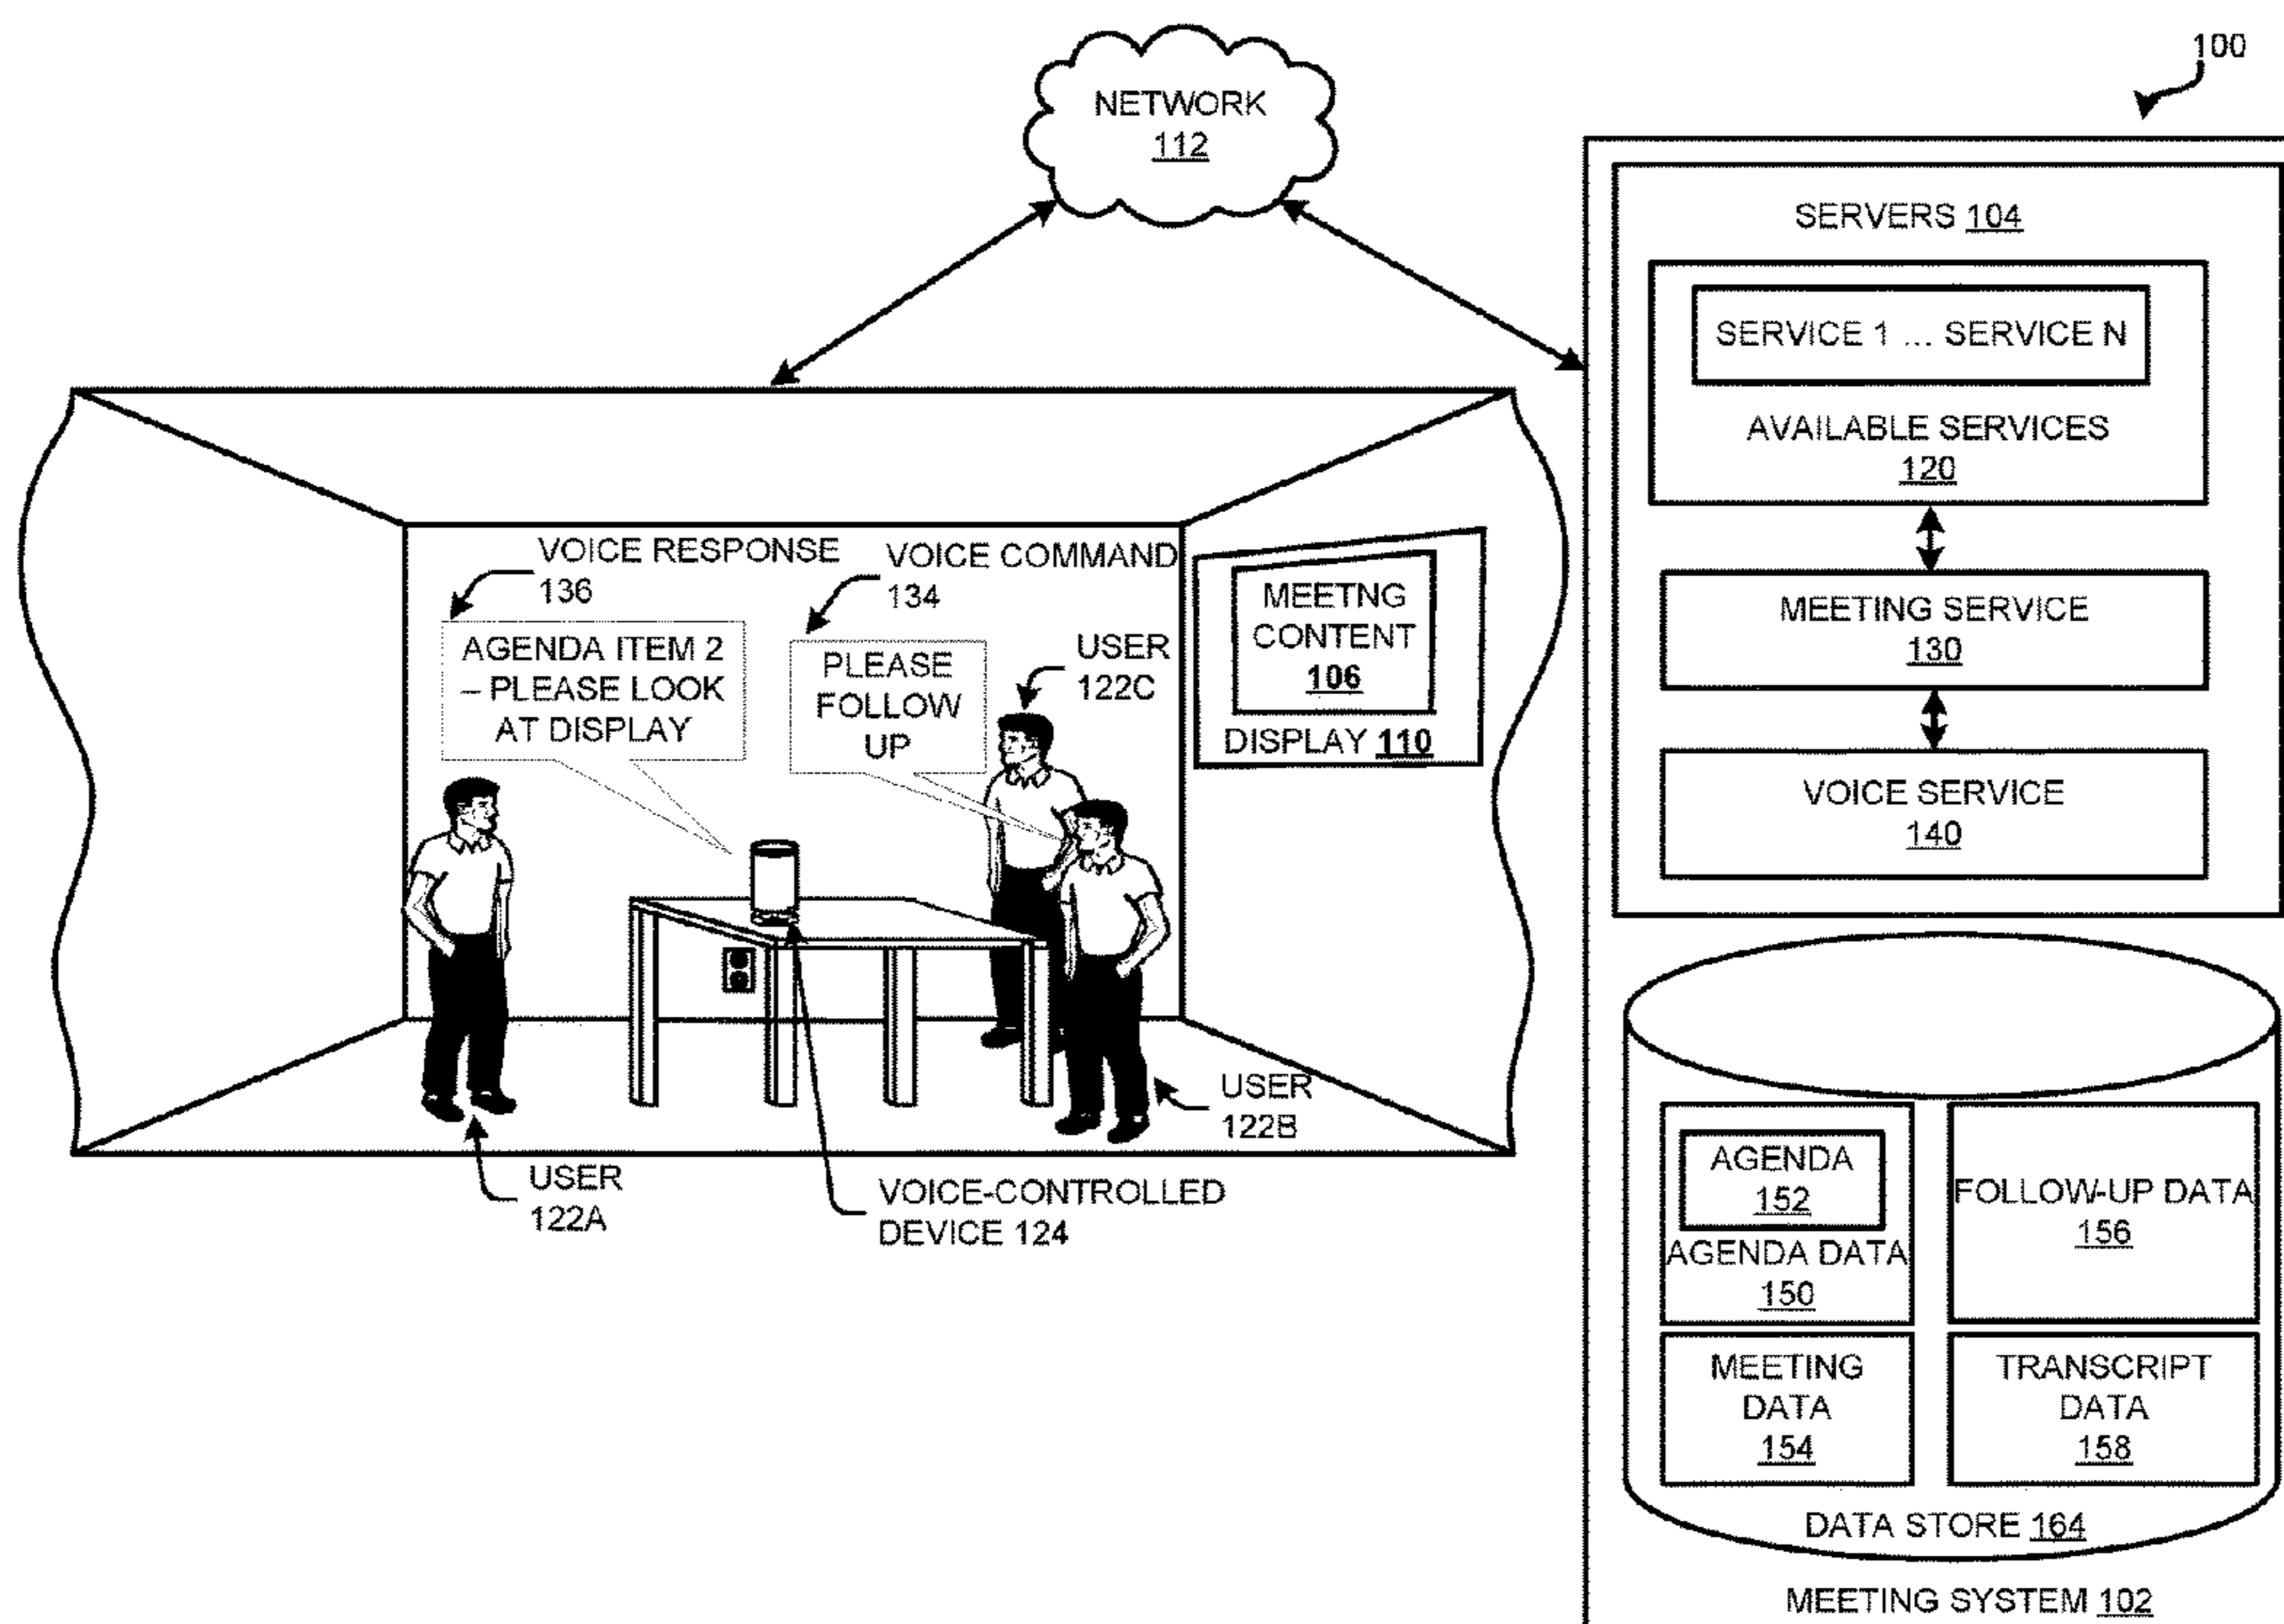 100
NETWORK
112
SERVERS 104
SERVICE 1 ... SERVICE N
AVAILABLE SERVICES
120
MEETING SERVICE
130
VOICE SERVICE
140
VOICE RESPONSE
136
AGENDA ITEM 2
– PLEASE LOOK
AT DISPLAY
VOICE COMMAND
134
PLEASE
FOLLOW
UP
USER
122C
MEETNG
CONTENT
106
DISPLAY 110
USER
122B
USER
122A
VOICE-CONTROLLED
DEVICE 124
AGENDA
152
AGENDA DATA
150
FOLLOW-UP DATA
156
MEETING
DATA
154
TRANSCRIPT
DATA
158
DATA STORE 164
MEETING SYSTEM 102